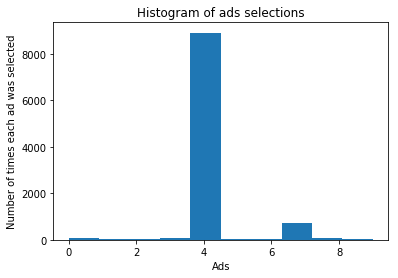 Histogram of ads selections
Number of times each ad was selected
8000
6000
4000
2000
0
0 2 4 6 8
Ads